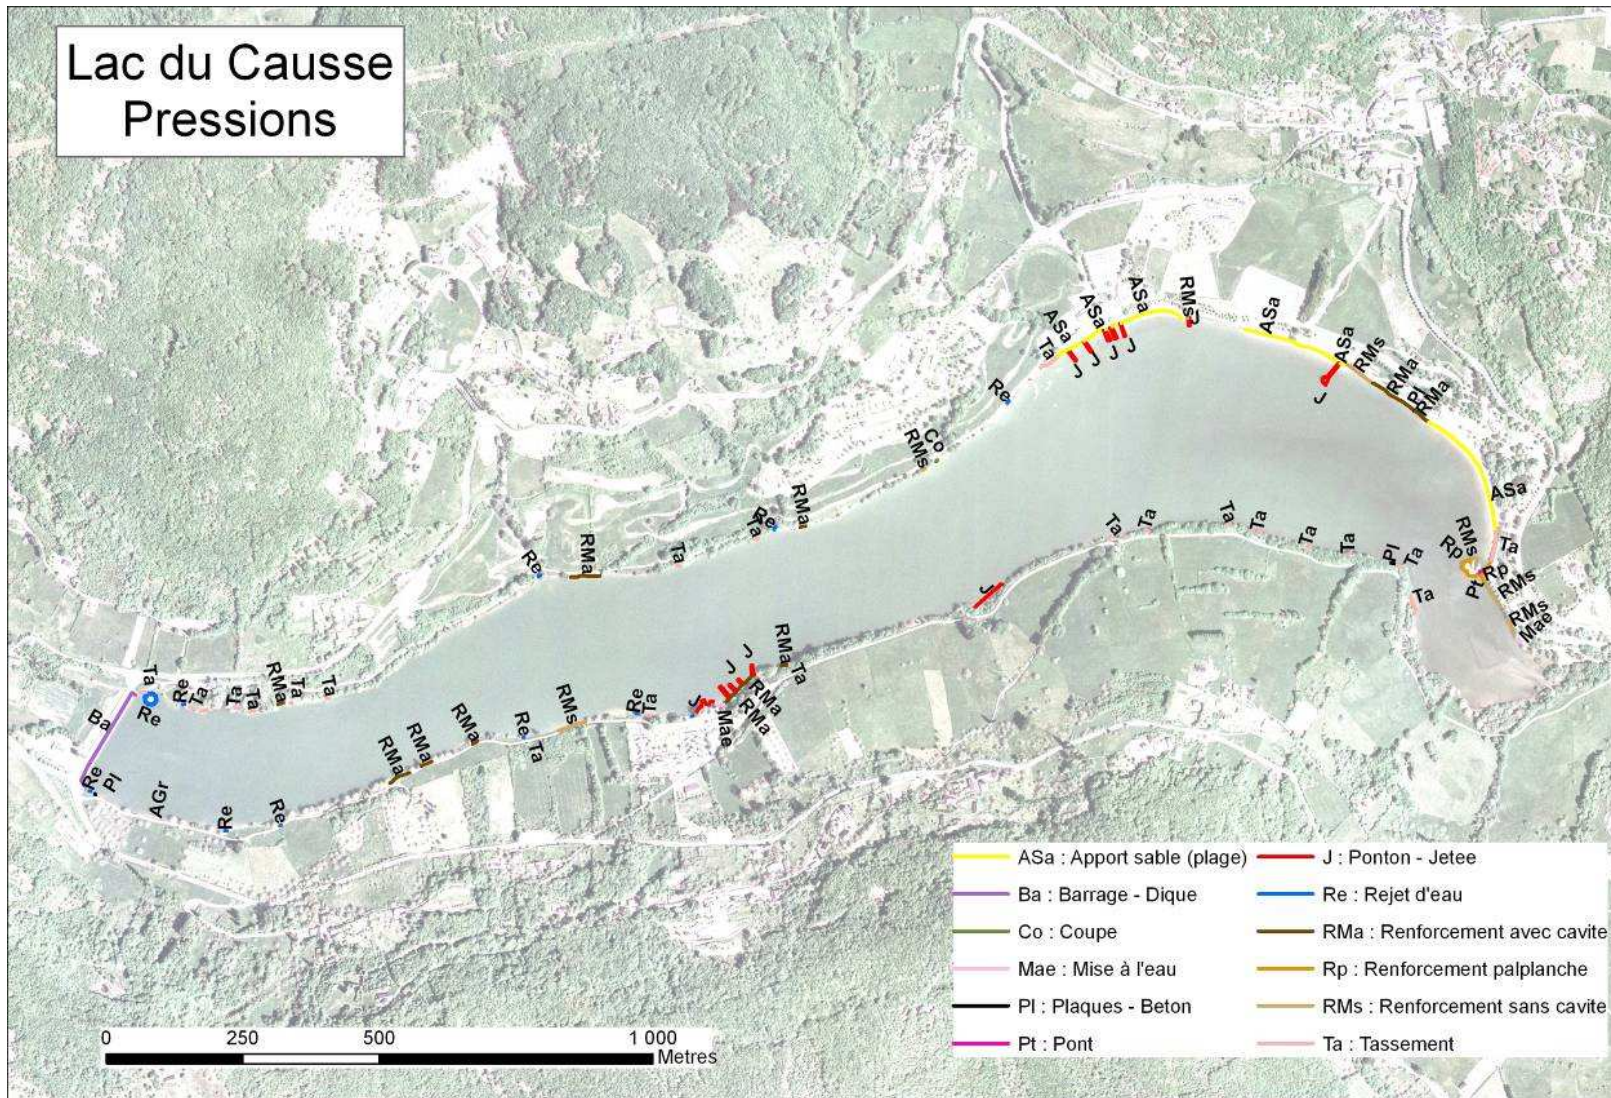 Lac du Causse
Pressions
ASa
ASa
ASa
RMs
J
ASa
Ta
J
J
J
J
ASa
RMs
RMa
Pl
RMa
J
Re
Co
RMs
ASa
RMa
Re
Ta
Ta
Ta
Ta
Ta
Ta
Ta
Pl
Ta
RMs
Rp
Ta
Rp
Pt
RMs
RMs
Mae
Ta
Re
RMa
Ta
J
J
J
RMa
Ta
RMa
RMa
Mae
J
Re
Ta
Ta
Re
Re
Ta
Ta
Ta
RMa
Ta
Ta
Ba
RMs
Re
Ta
RMa
RMa
RMa
Re
Pl
AGr
Re
Re
ASa : Apport sable (plage)
J : Ponton - Jetee
Ba : Barrage - Dique
Re : Rejet d'eau
Co : Coupe
RMa : Renforcement avec cavite
Mae : Mise à l'eau
Rp : Renforcement palplanche
Pl : Plaques - Beton
RMs : Renforcement sans cavite
Pt : Pont
Ta : Tassement
0 250 500 1 000
Metres